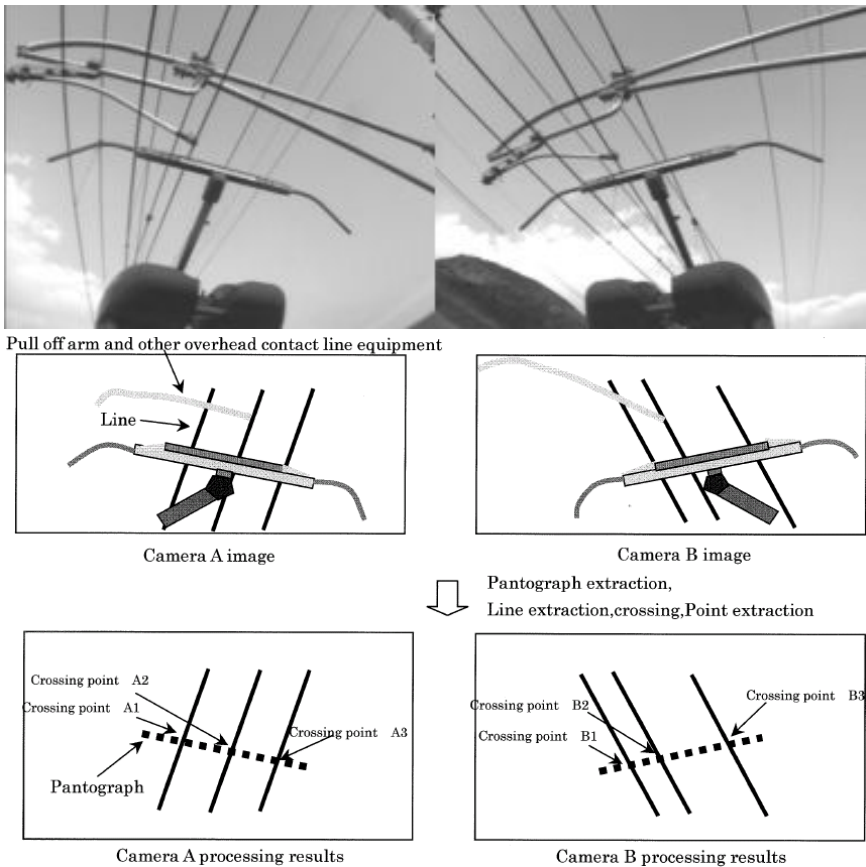 Pull off arm and other overhead contact line equipment
Line
Camera A image
Camera B image
Pantograph extraction,
Line extraction,crossing,Point extraction
Crossing point A2
Crossing point A1
Crossing point A3
Pantograph
Crossing point B3
Crossing point B2
Crossing point B1
Camera A processing results
Camera B processing results